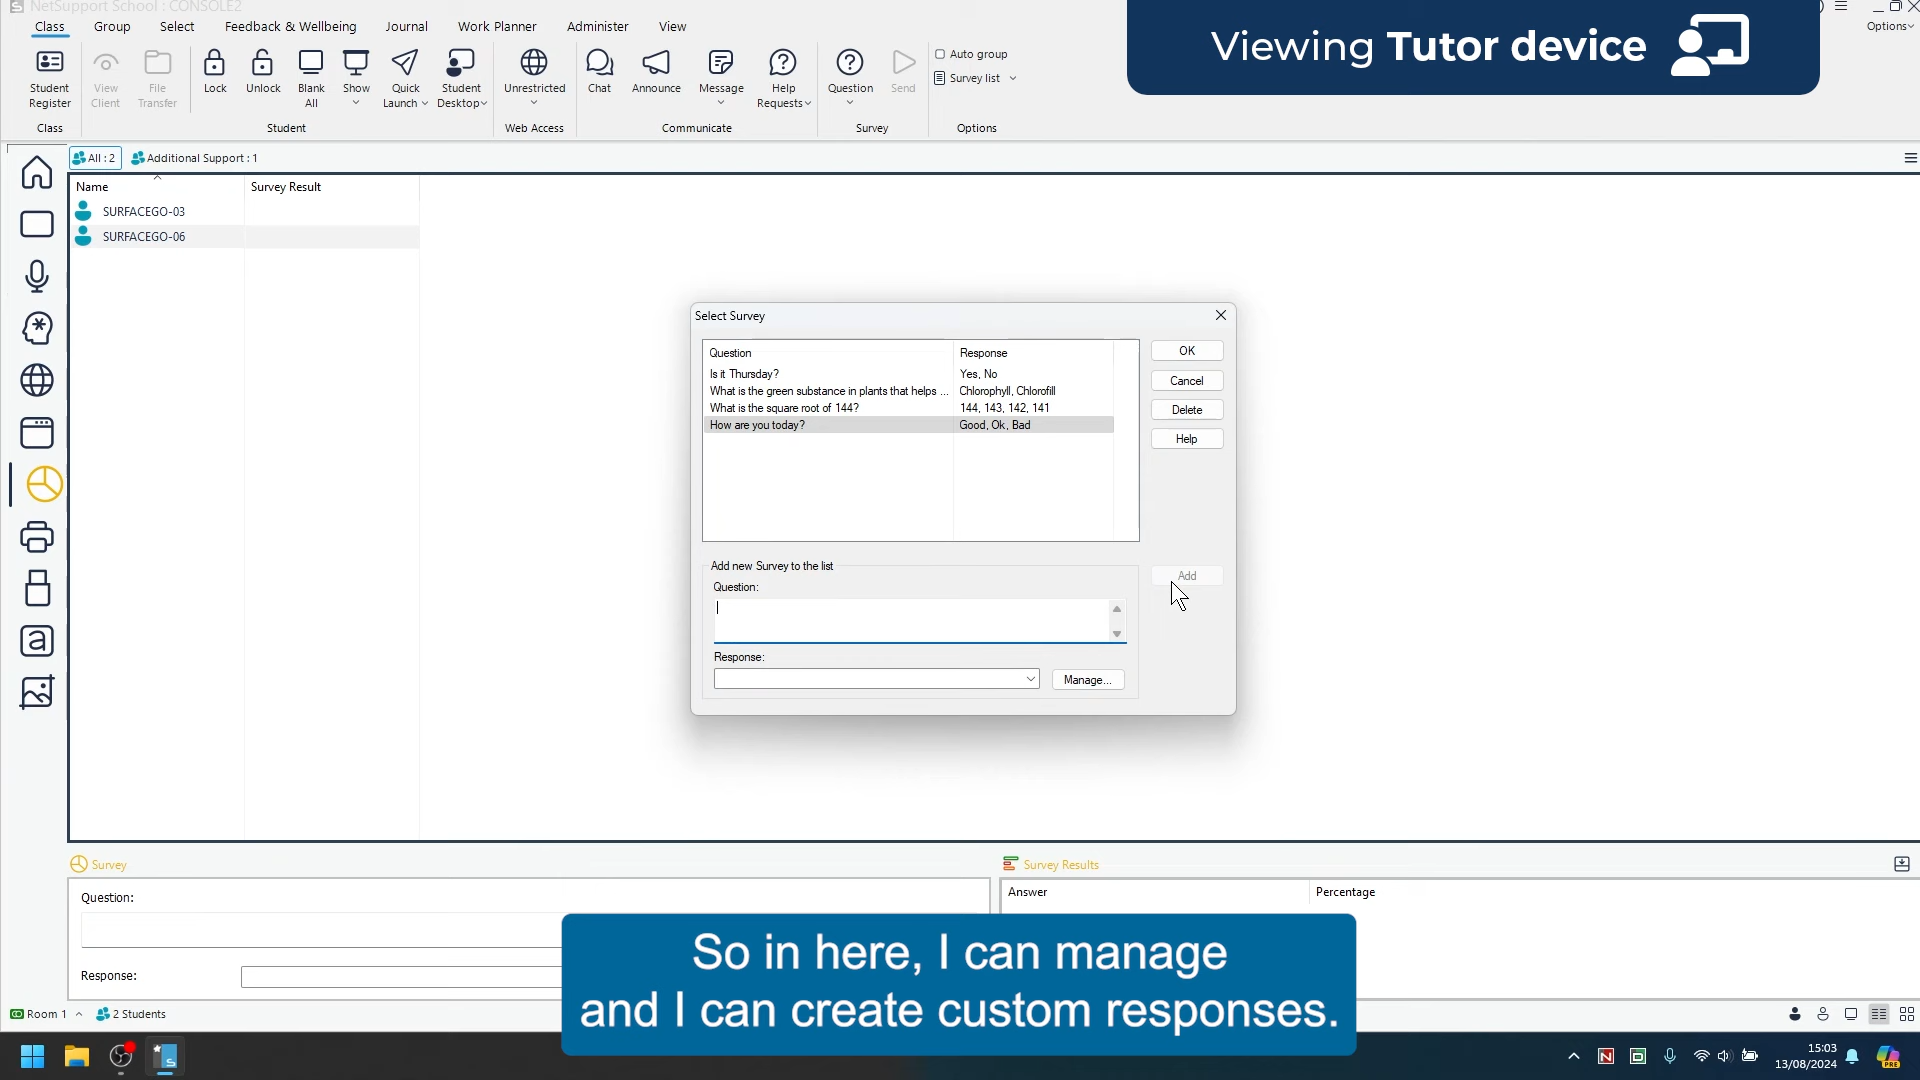 NetSupport School : CONSOLE2
Class Group Select Feedback & Wellbeing Journal Work Planner Administer View
Options
Viewing Tutor device
Student Register
View Client
File Transfer
Lock
Unlock
Blank All
Show
Quick Launch
Student Desktop
Unrestricted
Chat
Announce
Message
Help Requests
Question
Send
Auto group
Survey list
Class
Student
Web Access
Communicate
Survey
Options
All : 2
Additional Support : 1
Name Survey Result
SURFACEGO-03
SURFACEGO-06
Select Survey
Question Response
Is it Thursday? Yes, No
What is the green substance in plants that helps ... Chlorophyll, Chlorofill
What is the square root of 144? 144, 143, 142, 141
How are you today? Good, Ok, Bad
OK
Cancel
Delete
Help
Add new Survey to the list
Add
Question:
Response:
Manage...
Survey
Question:
Response:
Survey Results
Answer Percentage
So in here, I can manage
and I can create custom responses.
Room 1
2 Students
15:03
13/08/2024
PRE